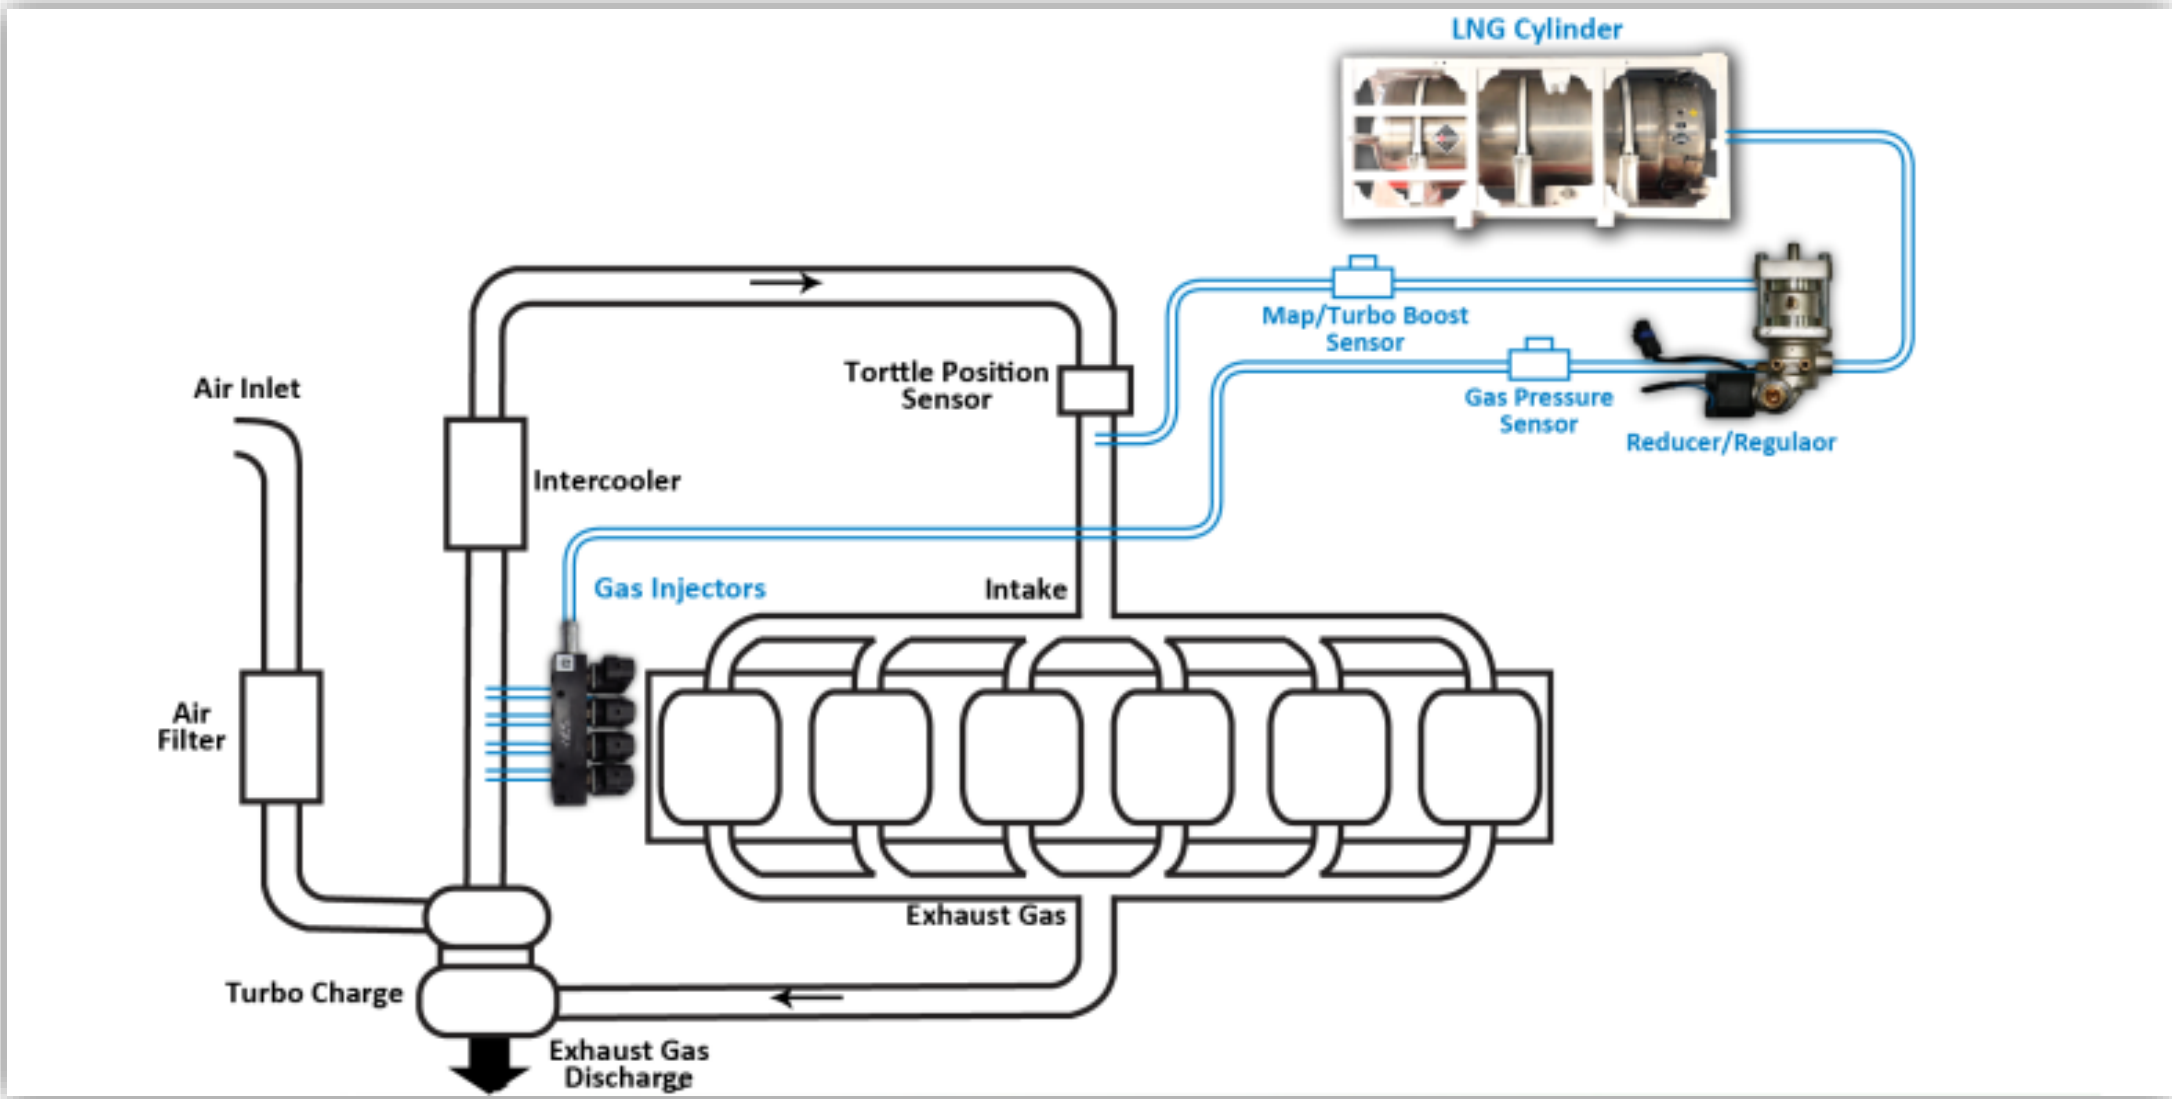 LNG Cylinder
Map/Turbo Boost
Sensor
Torttle Position
Sensor
Air Inlet
Gas Pressure
Sensor
Reducer/Regulaor
Intercooler
Gas Injectors
Intake
Air
Filter
Exhaust Gas
Turbo Charge
Exhaust Gas
Discharge